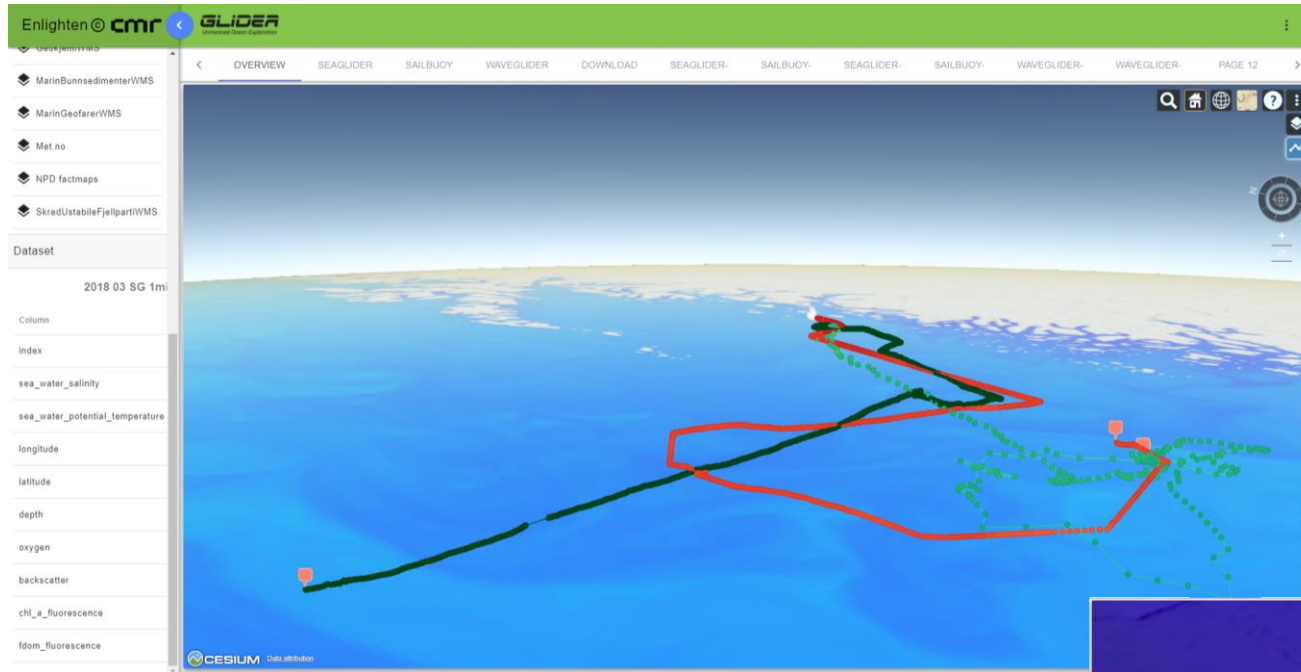 Enlighten © cmr
GLIDER
Unmanned Ocean Exploration
GeokjemiWMS
OVERVIEW SEAGLIDER SAILBUOY WAVEGLIDER DOWNLOAD SEAGLIDER- SAILBUOY- SEAGLIDER- SAILBUOY- WAVEGLIDER- WAVEGLIDER- PAGE 12
MarinBunnsedimenterWMS
MarinGeofarerWMS
Met.no
NPD factmaps
SkredUstabileFjellpartiWMS
Dataset
2018 03 SG 1mi
Column
index
sea_water_salinity
sea_water_potential_temperature
longitude
latitude
depth
oxygen
backscatter
chl_a_fluorescence
fdom_fluorescence
N
CESIUM Data attribution